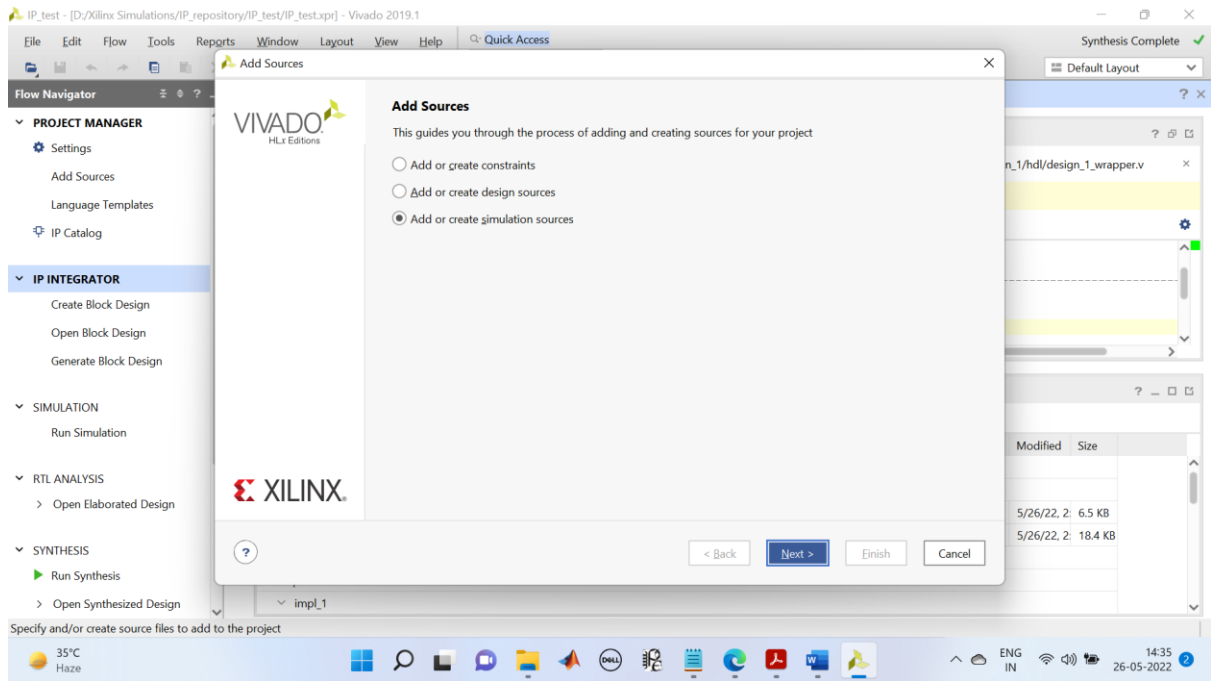 IP_test - [D:/Xilinx Simulations/IP_repository/IP_test/IP_test.xpr] - Vivado 2019.1
File Edit Flow Tools Reports Window Layout View Help Quick Access
Synthesis Complete
Default Layout
Flow Navigator
PROJECT MANAGER
Settings
Add Sources
Language Templates
IP Catalog
IP INTEGRATOR
Create Block Design
Open Block Design
Generate Block Design
SIMULATION
Run Simulation
RTL ANALYSIS
Open Elaborated Design
SYNTHESIS
Run Synthesis
Open Synthesized Design
Add Sources
VIVADO.
HLx Editions
Add Sources
This guides you through the process of adding and creating sources for your project
Add or create constraints
Add or create design sources
Add or create simulation sources
XILINX.
?
< Back Next > Finish Cancel
n_1/hdl/design_1_wrapper.v
Modified Size
5/26/22, 2: 6.5 KB
5/26/22, 2: 18.4 KB
impl_1
Specify and/or create source files to add to the project
35°C
Haze
DELL
ENG
IN
14:35
26-05-2022
2